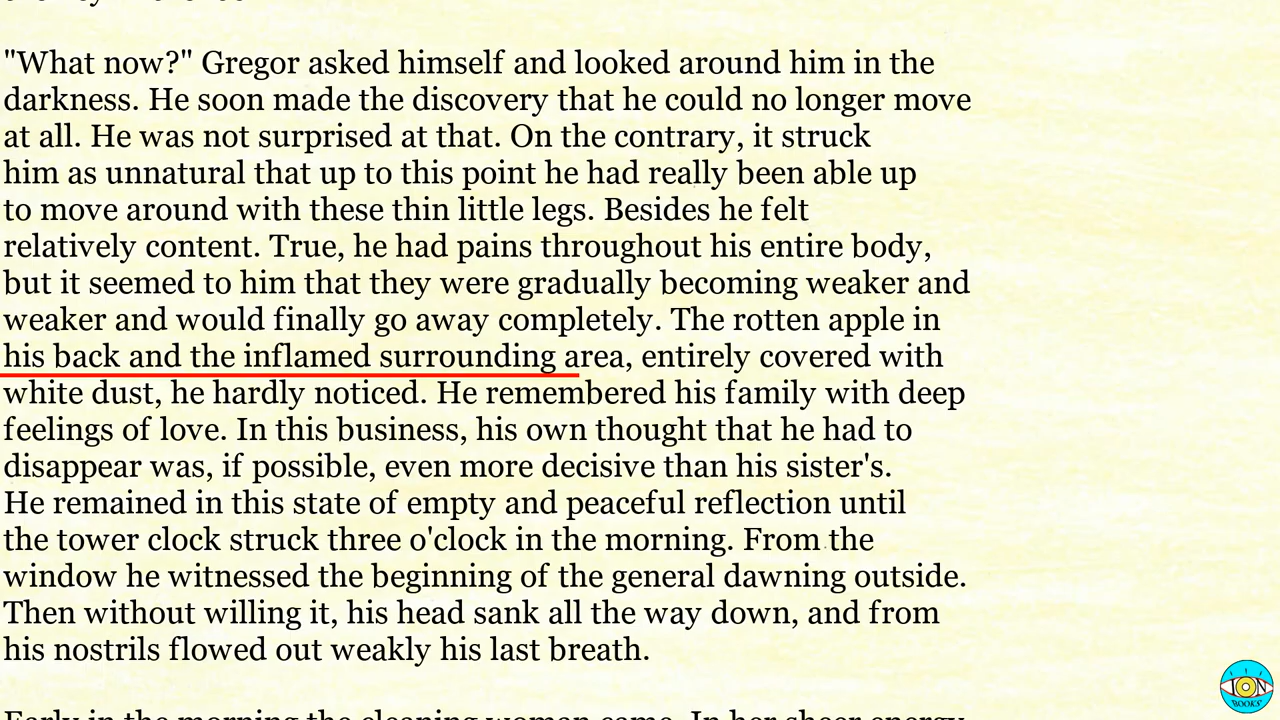 "What now?" Gregor asked himself and looked around him in the
darkness. He soon made the discovery that he could no longer move
at all. He was not surprised at that. On the contrary, it struck
him as unnatural that up to this point he had really been able up
to move around with these thin little legs. Besides he felt
relatively content. True, he had pains throughout his entire body,
but it seemed to him that they were gradually becoming weaker and
weaker and would finally go away completely. The rotten apple in
his back and the inflamed surrounding area, entirely covered with
white dust, he hardly noticed. He remembered his family with deep
feelings of love. In this business, his own thought that he had to
disappear was, if possible, even more decisive than his sister's.
He remained in this state of empty and peaceful reflection until
the tower clock struck three o'clock in the morning. From the
window he witnessed the beginning of the general dawning outside.
Then without willing it, his head sank all the way down, and from
his nostrils flowed out weakly his last breath.
Early in the morning the cleaning woman came. In her sheer energy
ION
BOOKS